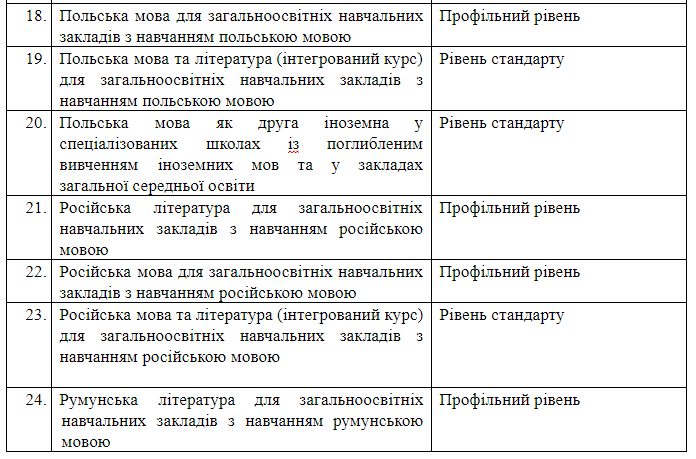 18. Польська мова для загальноосвітніх навчальних Профільний рівень
закладів з навчанням польською мовою
19. Польська мова та література (інтегрований курс) Рівень стандарту
для загальноосвітніх навчальних закладів з
навчанням польською мовою
20. Польська мова як друга іноземна у Рівень стандарту
спеціалізованих школах із поглибленим
вивченням іноземних мов та у закладах
загальної середньої освіти
21. Російська література для загальноосвітніх Профільний рівень
навчальних закладів з навчанням російською
мовою
22. Російська мова для загальноосвітніх навчальних Профільний рівень
закладів з навчанням російською мовою
23. Російська мова та література (інтегрований курс) Рівень стандарту
для загальноосвітніх навчальних закладів з
навчанням російською мовою
24. Румунська література для загальноосвітніх Профільний рівень
навчальних закладів з навчанням румунською
мовою